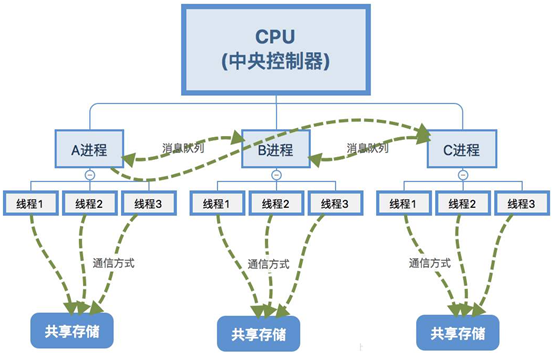 CPU
(中央控制器)
消息队列
消息队列
A进程
B进程
C进程
线程1
线程2
线程3
线程1
线程2
线程3
线程1
线程2
线程3
通信方式
通信方式
通信方式
共享存储
共享存储
共享存储